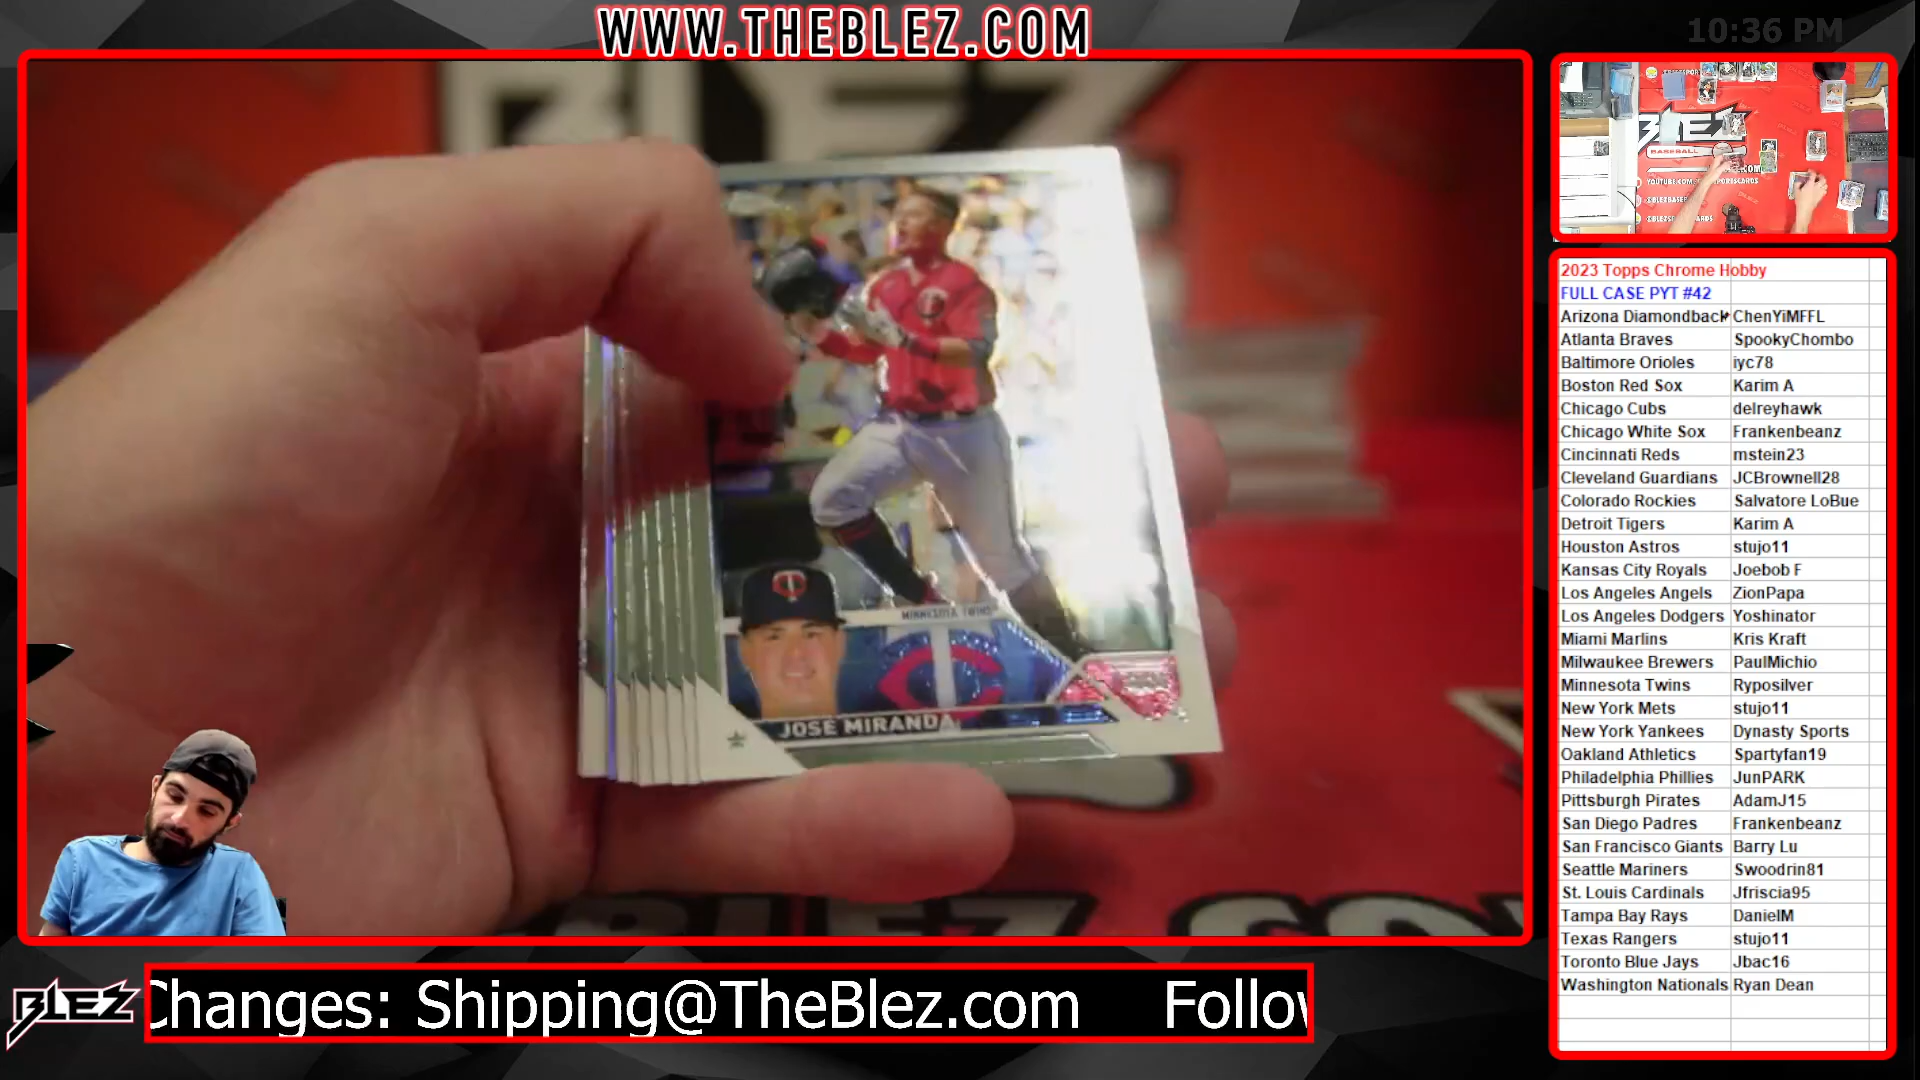 WWW.THEBLEZ.COM
10:36 PM
BLEZ
MINNESOTA TWINS
JOSE MIRANDA
BLEZ
Changes: Shipping@TheBlez.com Follow
BLEZ
BASEBALL
2023 Topps Chrome Hobby
FULL CASE PYT #42
Arizona Diamondback ChenYiMFFL
Atlanta Braves SpookyChombo
Baltimore Orioles iyc78
Boston Red Sox Karim A
Chicago Cubs delreyhawk
Chicago White Sox Frankenbeanz
Cincinnati Reds mstein23
Cleveland Guardians JCBrownell28
Colorado Rockies Salvatore LoBue
Detroit Tigers Karim A
Houston Astros stujo11
Kansas City Royals Joebob F
Los Angeles Angels ZionPapa
Los Angeles Dodgers Yoshinator
Miami Marlins Kris Kraft
Milwaukee Brewers PaulMichio
Minnesota Twins Ryposilver
New York Mets stujo11
New York Yankees Dynasty Sports
Oakland Athletics Spartyfan19
Philadelphia Phillies JunPARK
Pittsburgh Pirates AdamJ15
San Diego Padres Frankenbeanz
San Francisco Giants Barry Lu
Seattle Mariners Swoodrin81
St. Louis Cardinals Jfriscia95
Tampa Bay Rays DanielM
Texas Rangers stujo11
Toronto Blue Jays Jbac16
Washington Nationals Ryan Dean